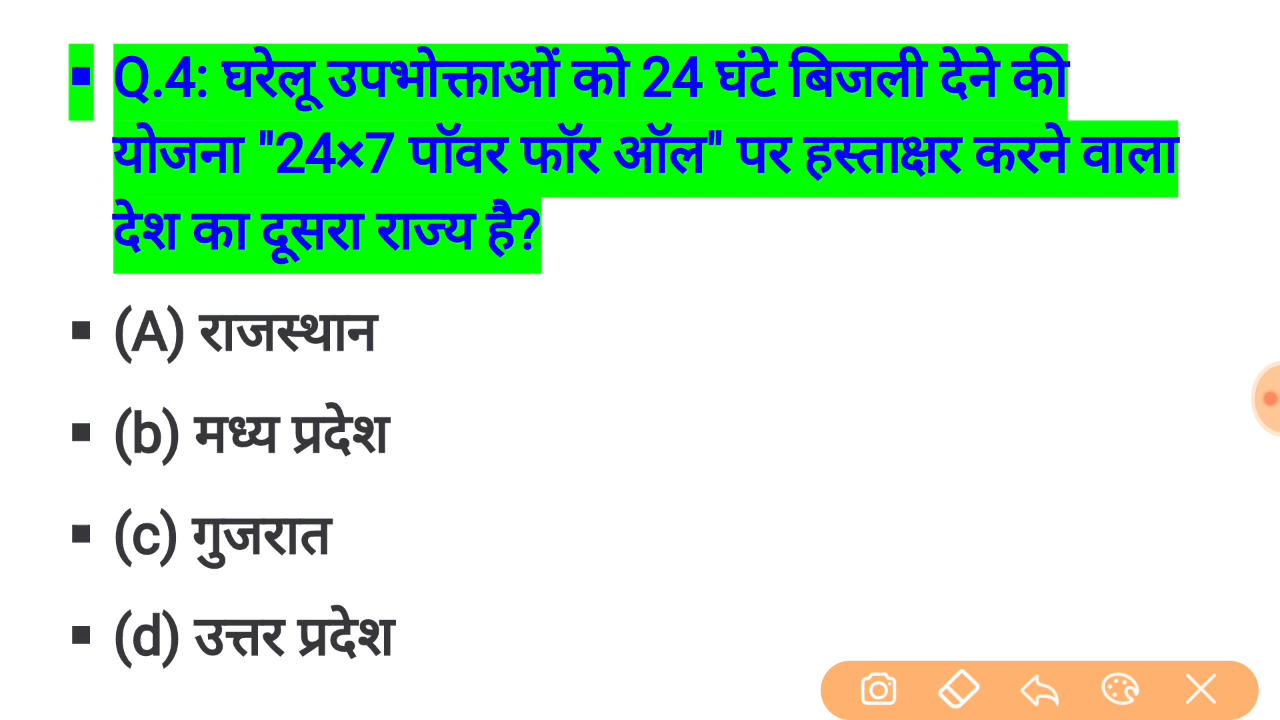 ▪ Q.4: घरेलू उपभोक्ताओं को 24 घंटे बिजली देने की
योजना "24×7 पॉवर फॉर ऑल" पर हस्ताक्षर करने वाला
देश का दूसरा राज्य है?
▪ (A) राजस्थान
▪ (b) मध्य प्रदेश
▪ (c) गुजरात
▪ (d) उत्तर प्रदेश